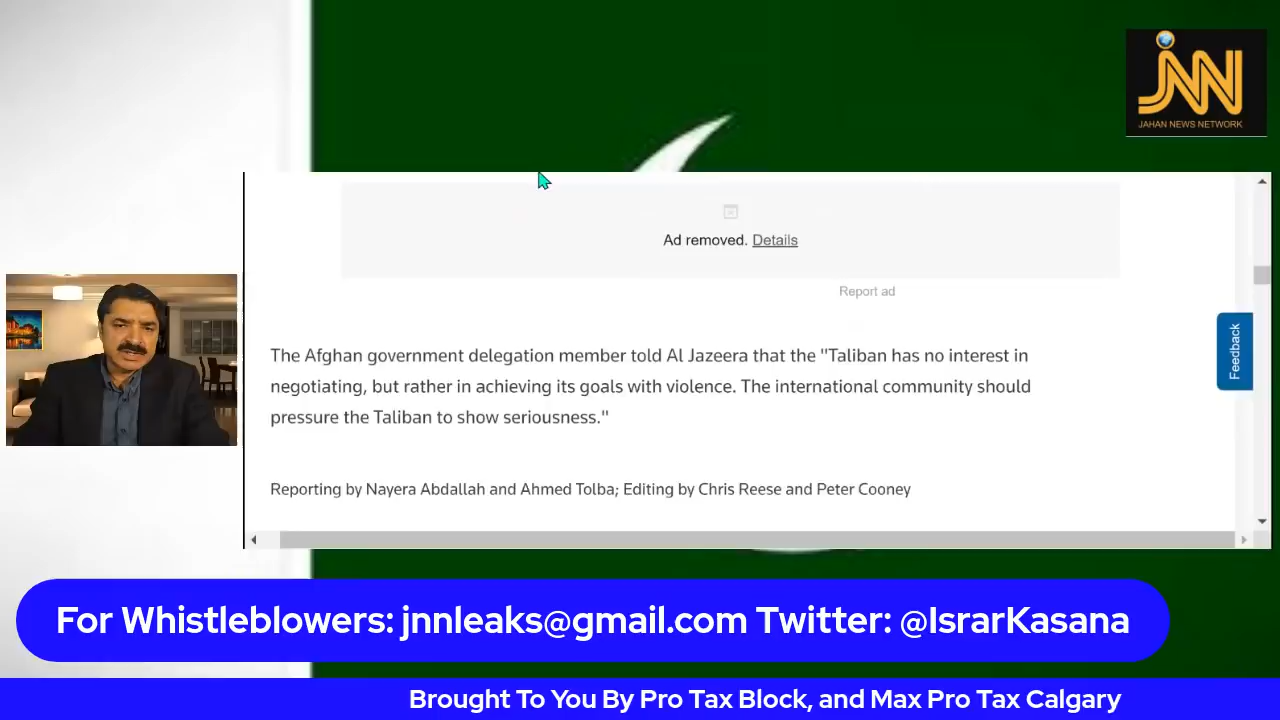 JNN
JAHAN NEWS NETWORK
Ad removed. Details
Report ad
The Afghan government delegation member told Al Jazeera that the "Taliban has no interest in
negotiating, but rather in achieving its goals with violence. The international community should
pressure the Taliban to show seriousness."
Feedback
Reporting by Nayera Abdallah and Ahmed Tolba; Editing by Chris Reese and Peter Cooney
For Whistleblowers: jnnleaks@gmail.com Twitter: @IsrarKasana
Brought To You By Pro Tax Block, and Max Pro Tax Calgary